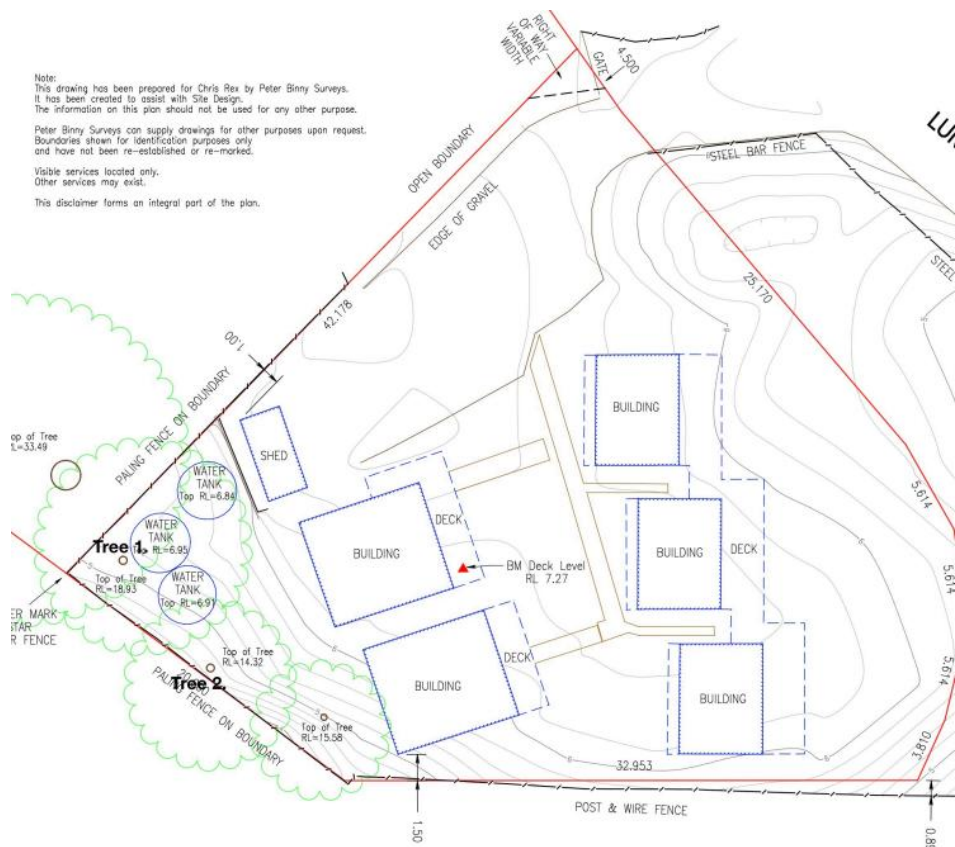 Note:
This drawing has been prepared for Chris Rex by Peter Binny Surveys.
It has been created to assist with Site Design.
The information on this plan should not be used for any other purpose.
Peter Binny Surveys can supply drawings for other purposes upon request.
Boundaries shown for Identification purposes only
and have not been re-established or re-marked.
Visible services located only.
Other services may exist.
This disclaimer forms an integral part of the plan.
RIGHT
OF WAY
VARIABLE
WIDTH
GATE
4.500
STEEL BAR FENCE
STEEL
OPEN BOUNDARY
EDGE OF GRAVEL
25.170
42.178
1.00
PALING FENCE ON BOUNDARY
op of Tree
RL=33.49
SHED
BUILDING
WATER
TANK
Top RL=6.84
WATER
TANK
Top RL=6.95
Tree 1.
Top of Tree
RL=18.93
WATER
TANK
Top RL=6.91
ER MARK
STAR
R FENCE
BUILDING
DECK
BM Deck Level
RL 7.27
BUILDING
DECK
5.614
5.614
5.614
3.810
Top of Tree
RL=14.32
Tree 2.
PALING FENCE ON BOUNDARY
Top of Tree
RL=15.58
BUILDING
DECK
BUILDING
32.953
POST & WIRE FENCE
1.50